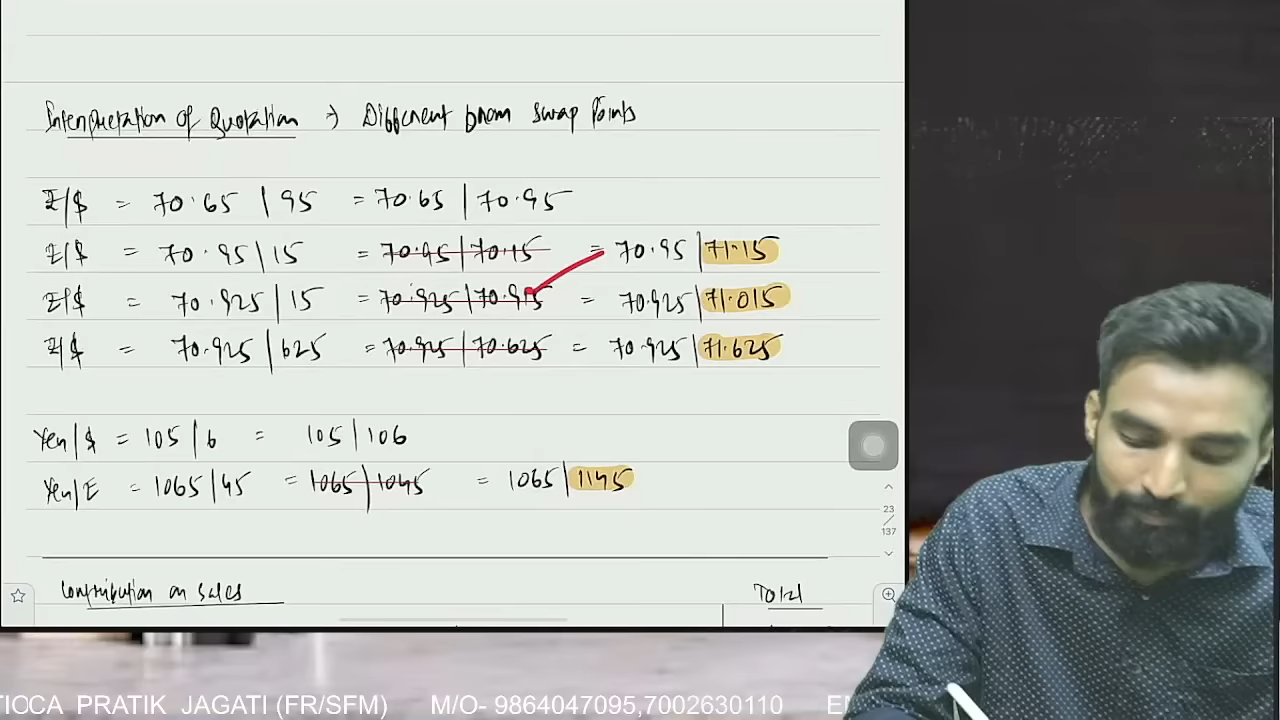 Interpretation of Quotation → Different from swap Points
₹/$ = 70.65 | 95 = 70.65 | 70.95
₹/$ = 70.95 | 15 = 70.95 | 70.15 = 70.95 | 71.15
₹/$ = 70.925 | 15 = 70.925 | 70.915 = 70.925 | 71.015
₹/$ = 70.925 | 625 = 70.925 | 70.625 = 70.925 | 71.625
Yen/$ = 105 | 6 = 105 | 106
Yen/£ = 1065 | 45 = 1065 | 1045 = 1065 | 1145
23
/
137
Contribution on sales Total
TIOCA PRATIK JAGATI (FR/SFM) M/O- 9864047095,7002630110